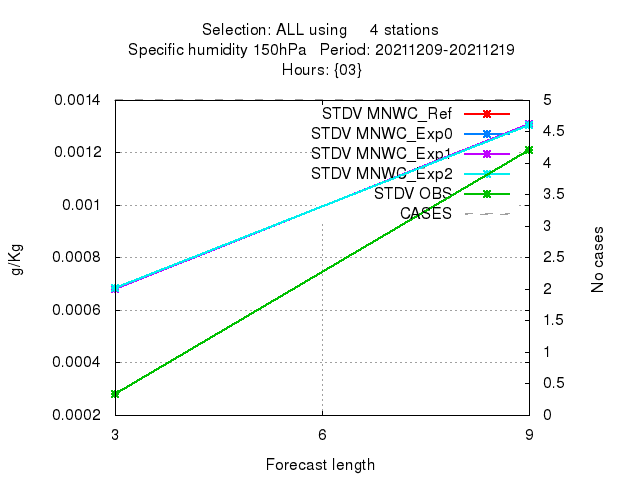 Selection: ALL using     4 stations
Specific humidity 150hPa   Period: 20211209-20211219
Hours: {03}
0.0014
0.0012
0.001
0.0008
0.0006
0.0004
0.0002
g/Kg
STDV MNWC_Ref
STDV MNWC_Exp0
STDV MNWC_Exp1
STDV MNWC_Exp2
STDV OBS
CASES
5
4.5
4
3.5
3
2.5
2
1.5
1
0.5
0
No cases
3
6
9
Forecast length